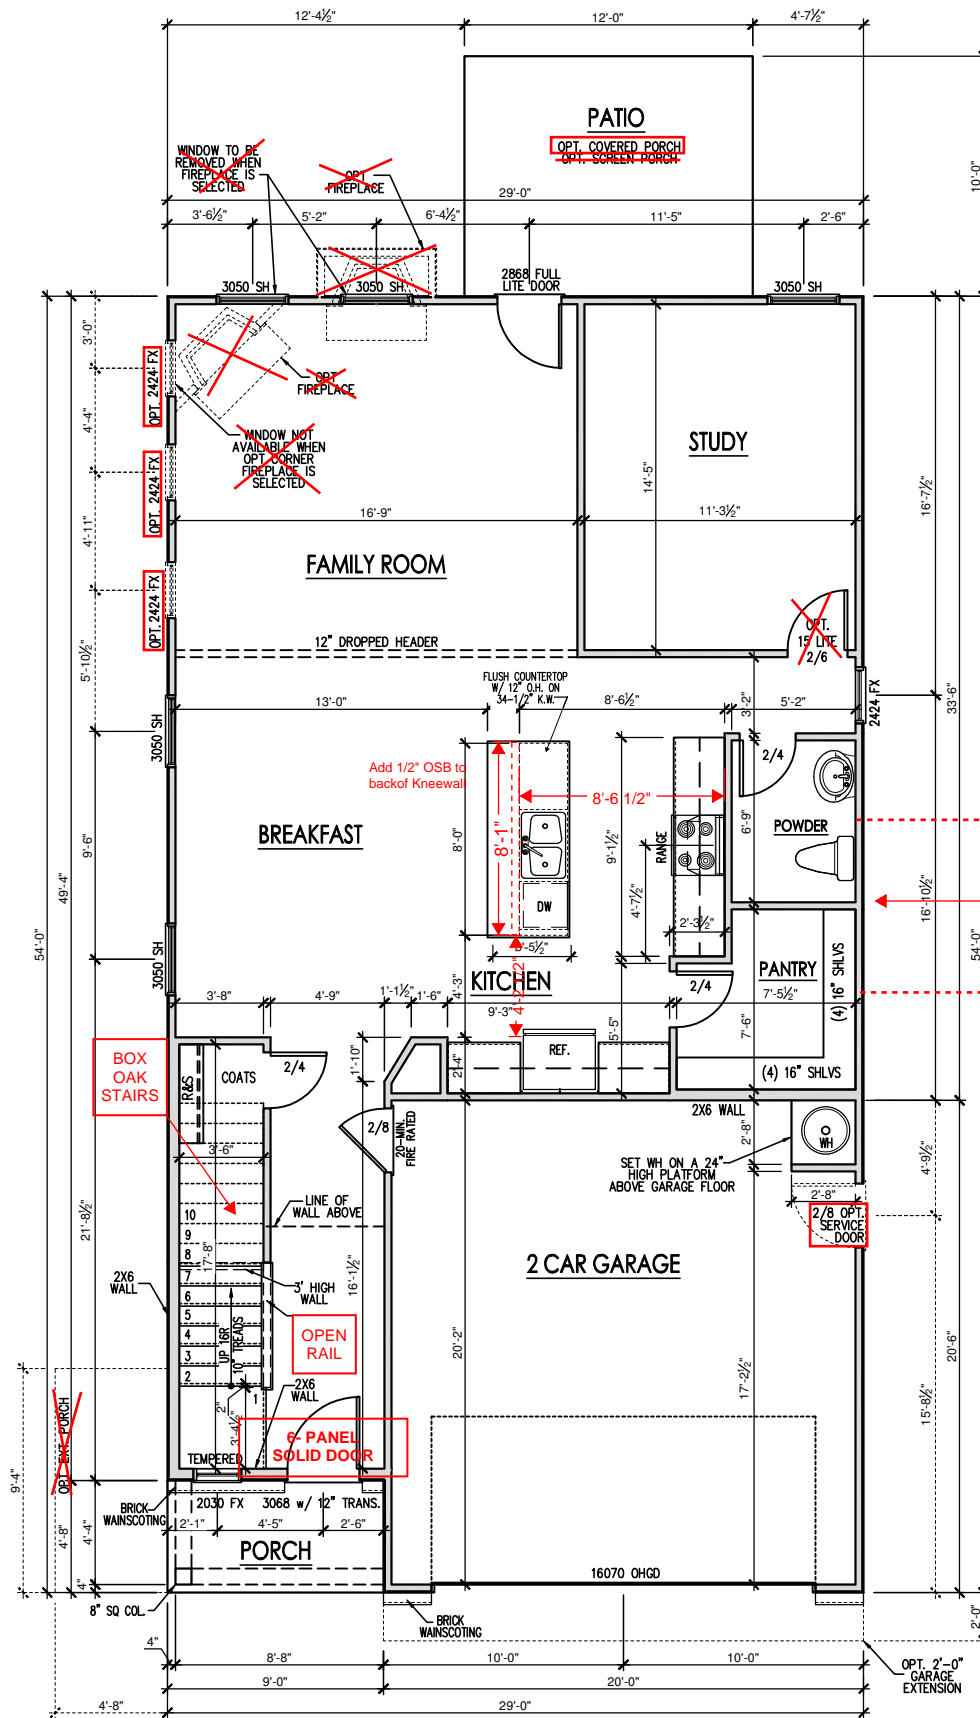 12'-4½"
12'-0"
4'-7½"
PATIO
OPT. COVERED PORCH
OPT. SCREEN PORCH
WINDOW TO BE
REMOVED WHEN
FIREPLACE IS
SELECTED
OPT
FIREPLACE
29'-0"
10'-0"
3'-6½"
5'-2"
6'-4½"
11'-5"
2'-6"
3050 SH
3050 SH
2868 FULL
LITE DOOR
3050 SH
3'-0"
OPT. 2424 FX
OPT.
FIREPLACE
4'-4"
WINDOW NOT
AVAILABLE WHEN
OPT CORNER
FIREPLACE IS
SELECTED
STUDY
14'-5"
16'-7½"
OPT. 2424 FX
4'-11"
16'-9"
11'-3½"
FAMILY ROOM
OPT. 2424 FX
5'-10½"
12" DROPPED HEADER
OPT.
15 LITE
2/6
FLUSH COUNTERTOP
W/ 12" O.H. ON
34-1/2" K.W.
13'-0"
8'-6½"
3'-2"
5'-2"
2424 FX
33'-6"
3050 SH
2/4
Add 1/2" OSB to
backof Kneewall
8'-6 1/2"
8'-1"
8'-0"
BREAKFAST
9'-6"
49'-4"
54'-0"
9'-1½"
4'-7½"
RANGE
6'-9"
POWDER
DW
2'-3½"
16'-10½"
54'-0"
3050 SH
3'-5½"
KITCHEN
4'-2 1/2"
4'-3"
2/4
PANTRY
7'-5½"
(4) 16" SHLVS
3'-8"
4'-9"
1'-1½"
1'-6"
9'-3"
5'-5"
7'-6"
BOX
OAK
STAIRS
R&S
COATS
2/4
1'-10"
2'-4"
REF.
(4) 16" SHLVS
2/8
20-MIN.
FIRE RATED
2X6 WALL
2'-8"
WH
SET WH ON A 24"
HIGH PLATFORM
ABOVE GARAGE FLOOR
4'-9½"
3'-6"
2'-8"
LINE OF
WALL ABOVE
2/8 OPT.
SERVICE
DOOR
10
9
8
7
6
5
4
3
2
1
17'-8"
21'-8½"
16'-1½"
2X6
WALL
3' HIGH
WALL
2 CAR GARAGE
OPEN
RAIL
UP 16R
10" TREADS
20'-2"
17'-2½"
20'-6"
15'-8½"
2X6
WALL
2"
3'-4½"
OPT EXT. PORCH
6- PANEL
SOLID DOOR
TEMPERED
9'-4"
BRICK
WAINSCOTING
2030 FX
3068 w/ 12" TRANS.
2'-1"
4'-5"
2'-6"
4'-8"
4'-4"
PORCH
4"
16070 OHGD
8" SQ COL.
BRICK
WAINSCOTING
2'-0"
4"
8'-8"
10'-0"
10'-0"
OPT. 2'-0"
GARAGE
EXTENSION
9'-0"
20'-0"
4'-8"
29'-0"